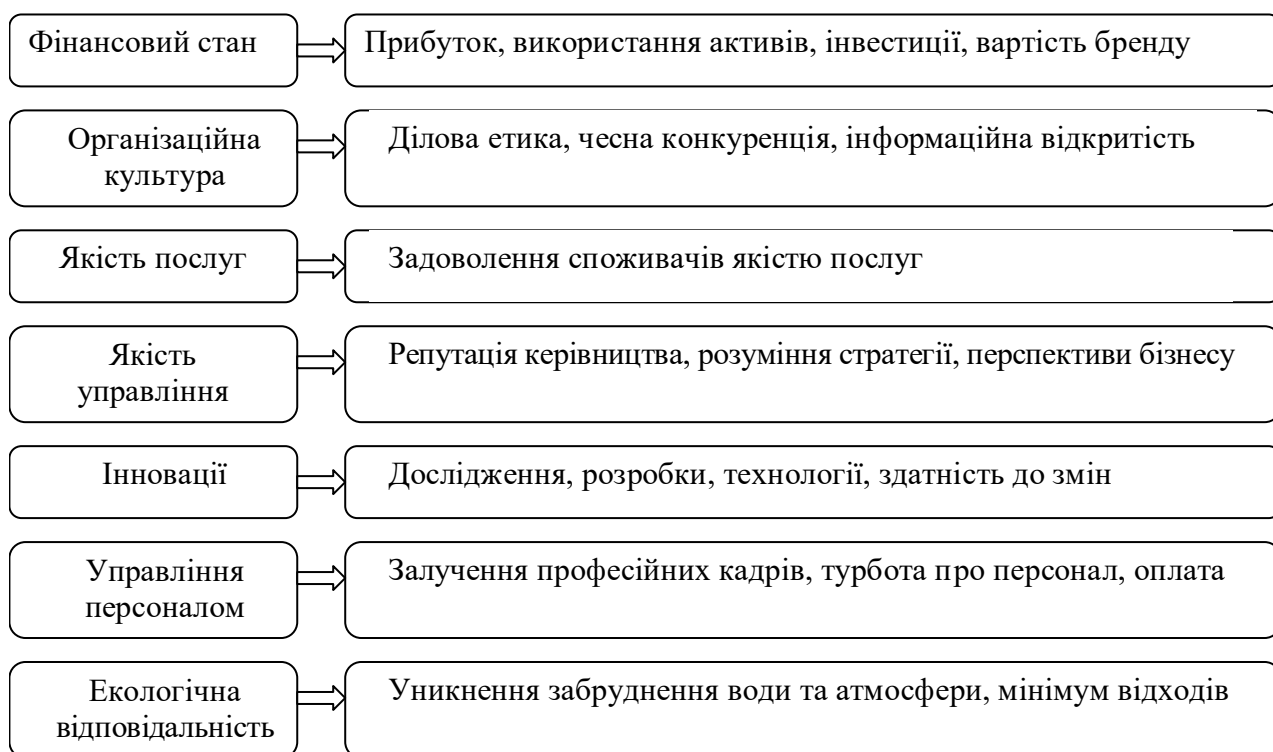 Фінансовий стан
Прибуток, використання активів, інвестиції, вартість бренду
Організаційна
культура
Ділова етика, чесна конкуренція, інформаційна відкритість
Якість послуг
Задоволення споживачів якістю послуг
Якість
управління
Репутація керівництва, розуміння стратегії, перспективи бізнесу
Інновації
Дослідження, розробки, технології, здатність до змін
Управління
персоналом
Залучення професійних кадрів, турбота про персонал, оплата
Екологічна
відповідальність
Уникнення забруднення води та атмосфери, мінімум відходів